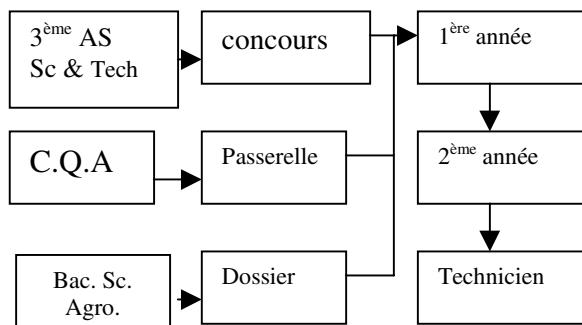 3ème AS
Sc & Tech
concours
1ère année
C.Q.A
Passerelle
2ème année
Bac. Sc.
Agro.
Dossier
Technicien